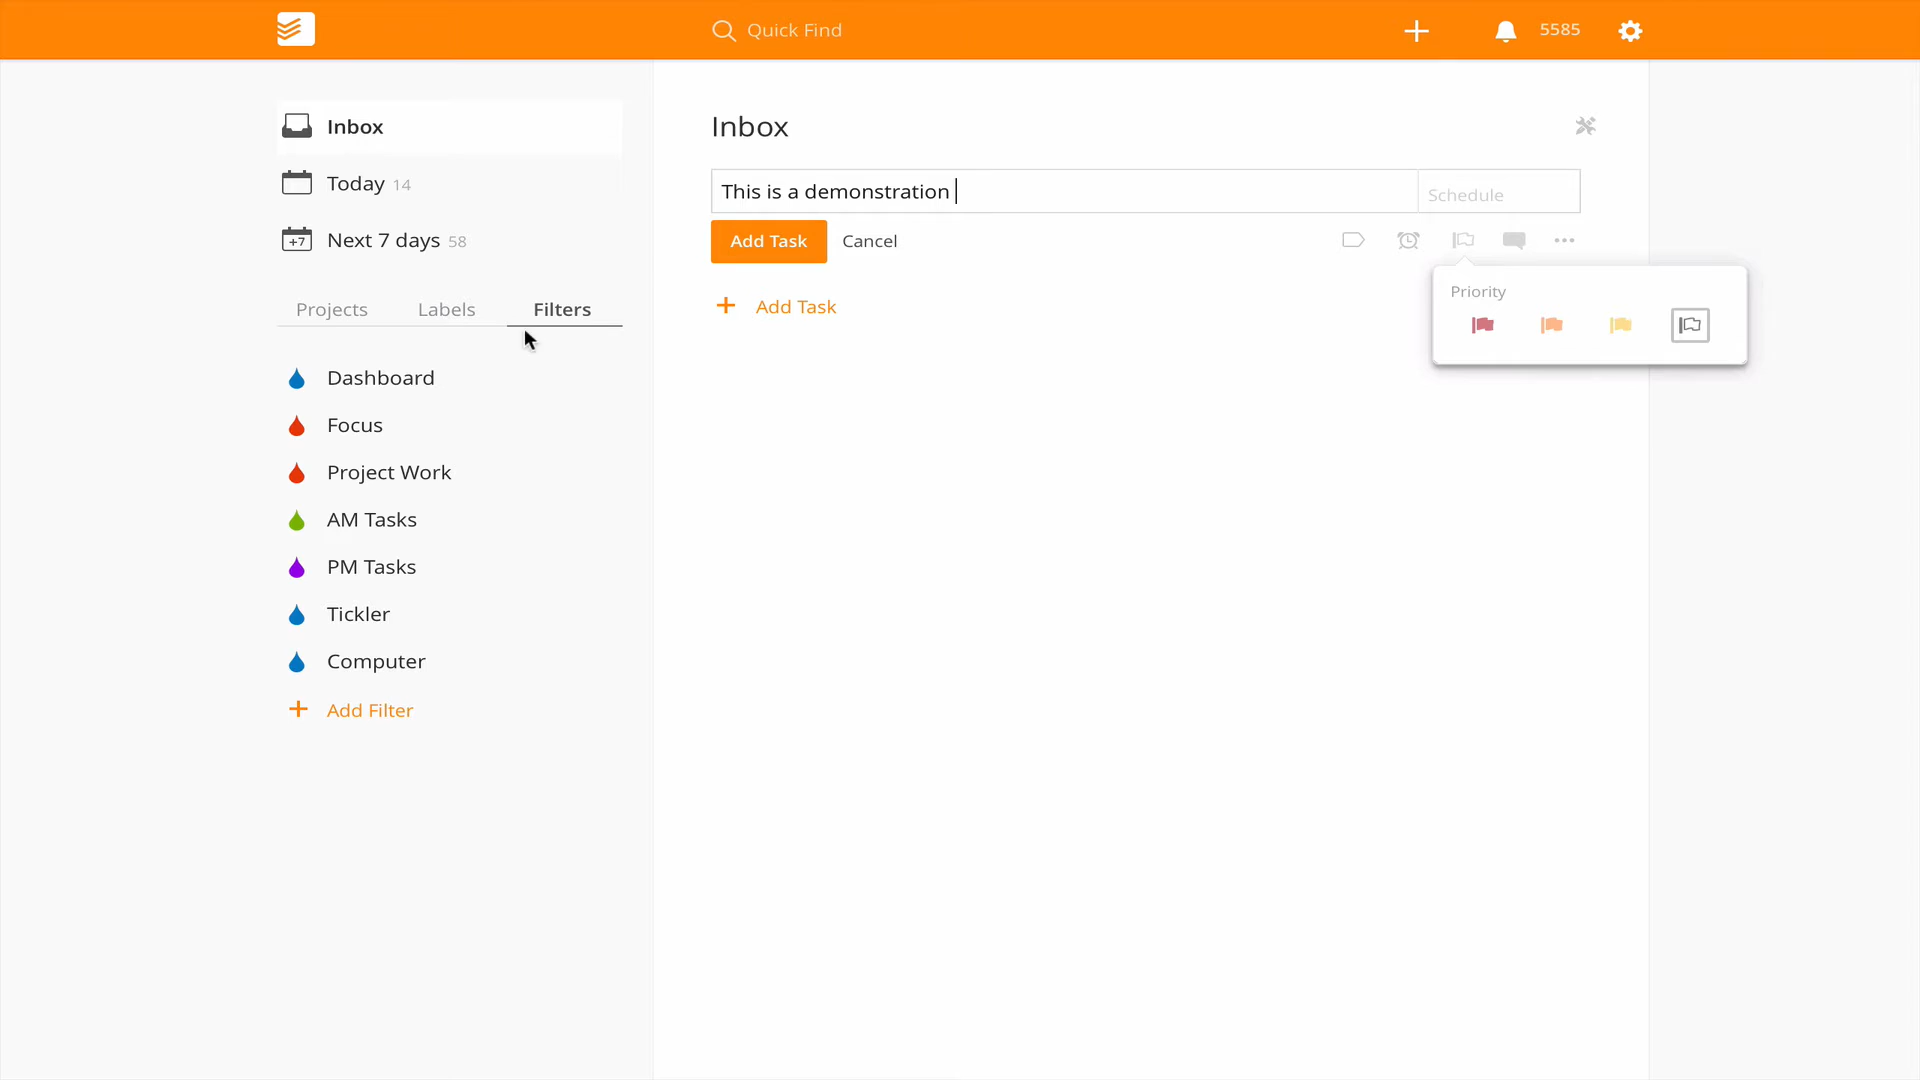 Quick Find
5585
Inbox
Today 14
+7 Next 7 days 58
Projects Labels Filters
Dashboard
Focus
Project Work
AM Tasks
PM Tasks
Tickler
Computer
+ Add Filter
Inbox
This is a demonstration
Schedule
Add Task Cancel
+ Add Task
Priority